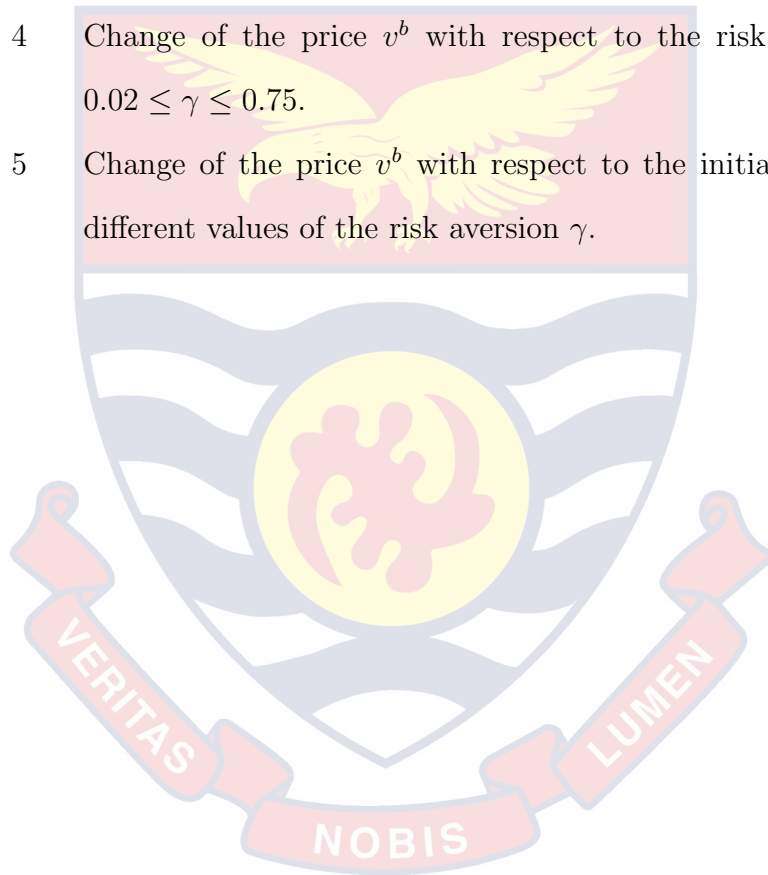 4 Change of the price v^b with respect to the risk
0.02 ≤ γ ≤ 0.75.
5 Change of the price v^b with respect to the initia
different values of the risk aversion γ.
VERITAS
NOBIS
LUMEN